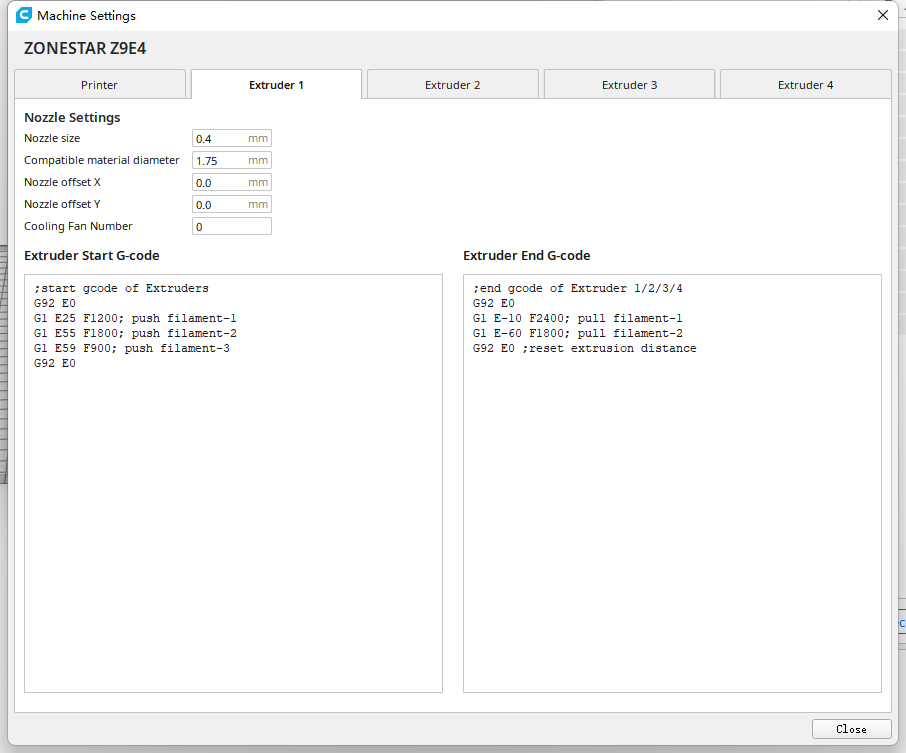 Machine Settings
ZONESTAR Z9E4
Printer
Extruder 1
Extruder 2
Extruder 3
Extruder 4
Nozzle Settings
Nozzle size 0.4 mm
Compatible material diameter 1.75 mm
Nozzle offset X 0.0 mm
Nozzle offset Y 0.0 mm
Cooling Fan Number 0
Extruder Start G-code
;start gcode of Extruders
G92 E0
G1 E25 F1200; push filament-1
G1 E55 F1800; push filament-2
G1 E59 F900; push filament-3
G92 E0
Extruder End G-code
;end gcode of Extruder 1/2/3/4
G92 E0
G1 E-10 F2400; pull filament-1
G1 E-60 F1800; pull filament-2
G92 E0 ;reset extrusion distance
Close